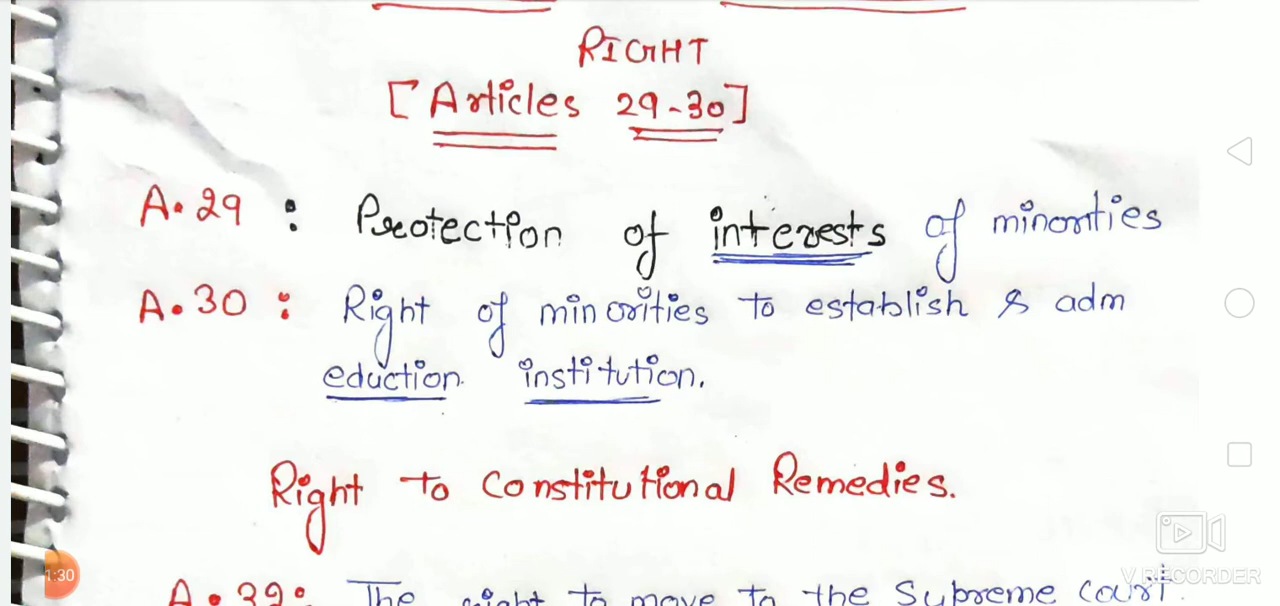 RIGHT
[Articles 29-30]
A. 29 : Protection of interests of minorities
A. 30 : Right of minorities to establish & adm
eduction institution.
Right to Constitutional Remedies.
1:30
V RECORDER
A. 32: The right to move to the Supreme Court.